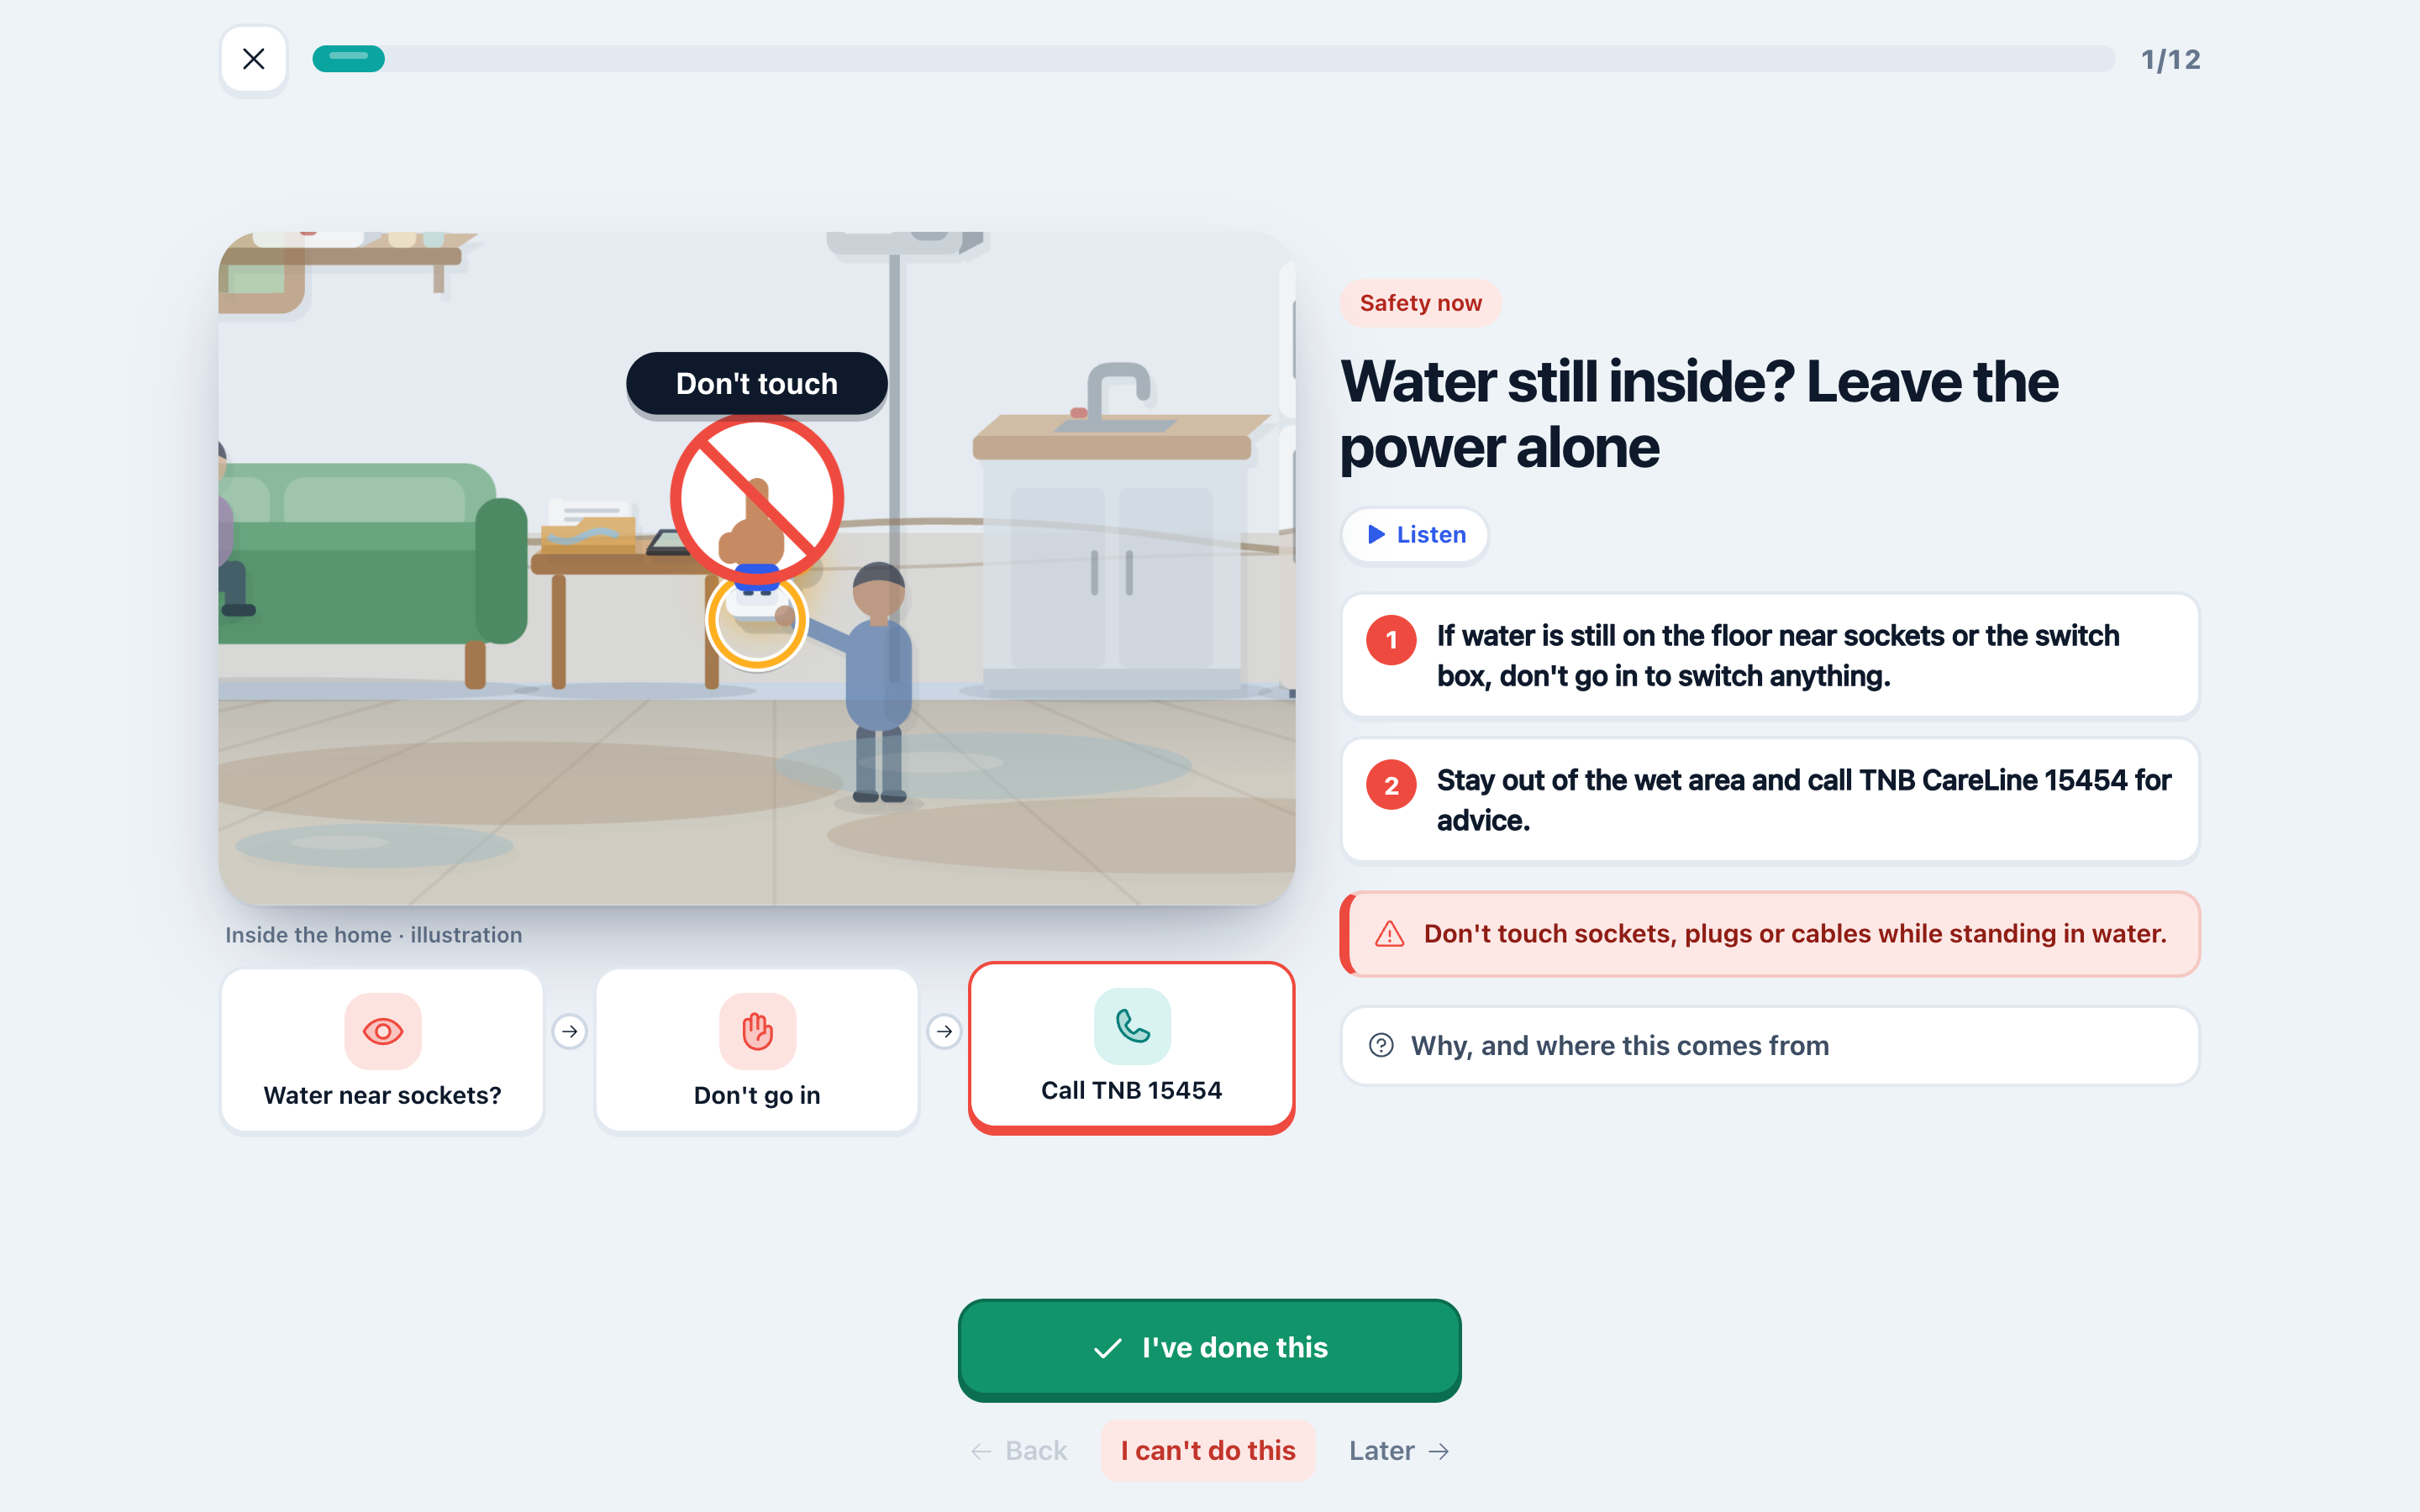 1/12
Don't touch
Inside the home · illustration
Water near sockets?
Don't go in
Call TNB 15454
Safety now
Water still inside? Leave the
power alone
Listen
1
If water is still on the floor near sockets or the switch
box, don't go in to switch anything.
2
Stay out of the wet area and call TNB CareLine 15454 for
advice.
Don't touch sockets, plugs or cables while standing in water.
Why, and where this comes from
I've done this
Back
I can't do this
Later